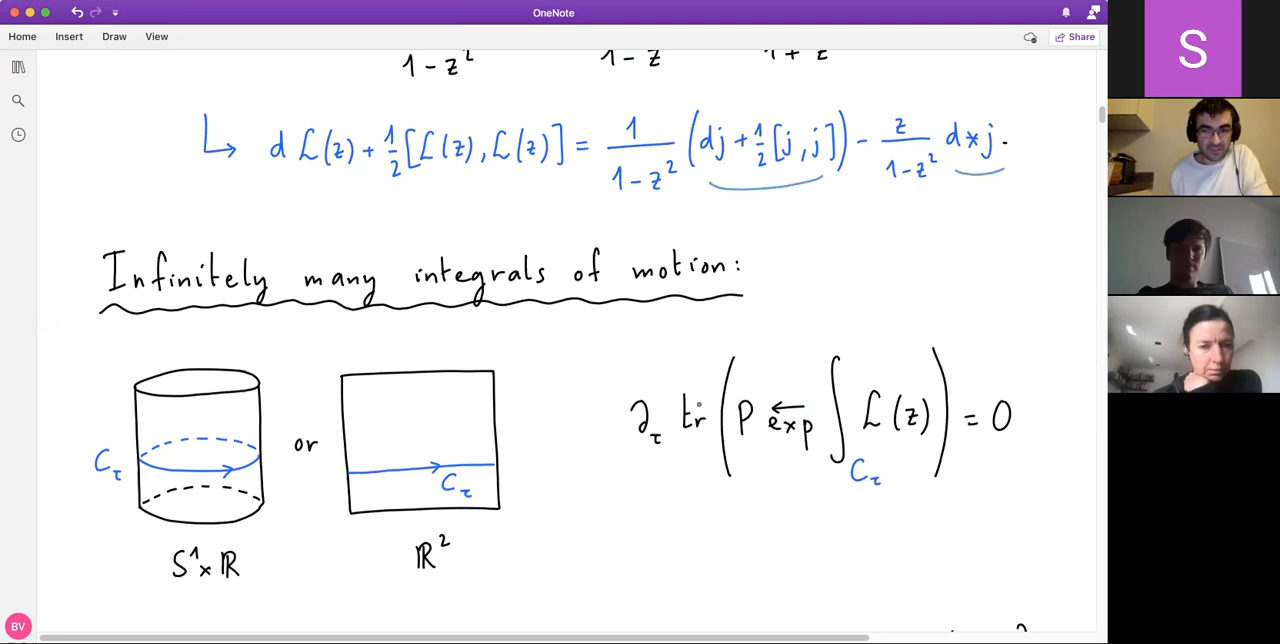 OneNote
Home Insert Draw View Share
1 - z² 1 - z 1 + z
↳ d ℒ(z) + 1/2 [ℒ(z), ℒ(z)] = 1/(1 - z²) (dj + 1/2 [j, j]) - z/(1 - z²) d*j.
Infinitely many integrals of motion:
C_τ or C_τ ∂_τ tr (P exp← ∫_{C_τ} ℒ(z)) = 0
S¹ × ℝ ℝ²
BV
S